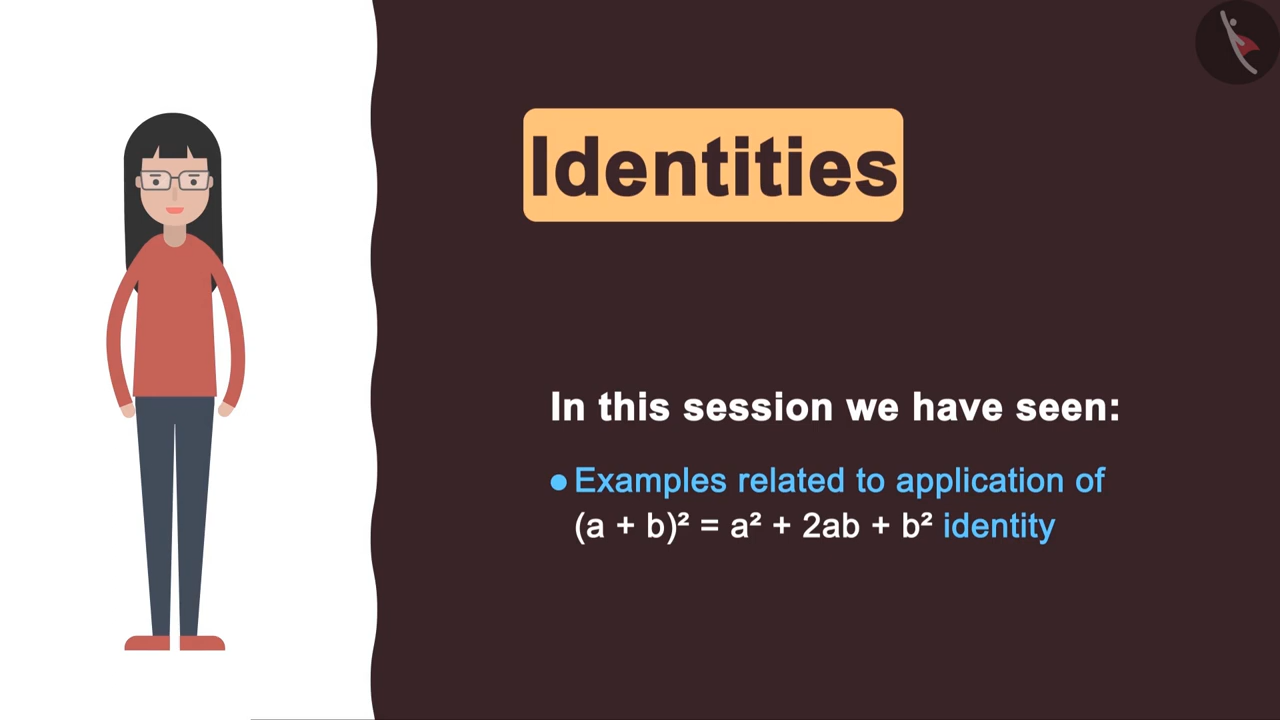 Identities
In this session we have seen:
• Examples related to application of
(a + b)² = a² + 2ab + b² identity